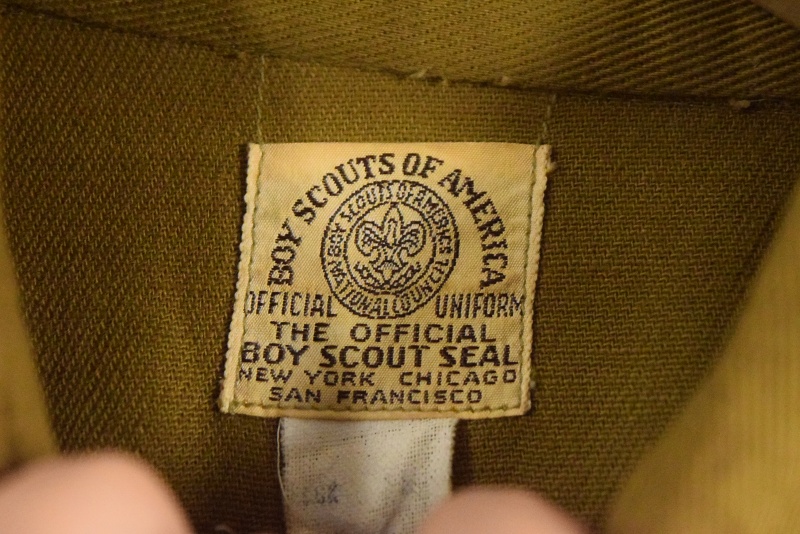 BOY SCOUTS OF AMERICA
BOY SCOUTS OF AMERICA
NATIONAL COUNCIL
OFFICIAL UNIFORM
THE OFFICIAL
BOY SCOUT SEAL
NEW YORK CHICAGO
SAN FRANCISCO